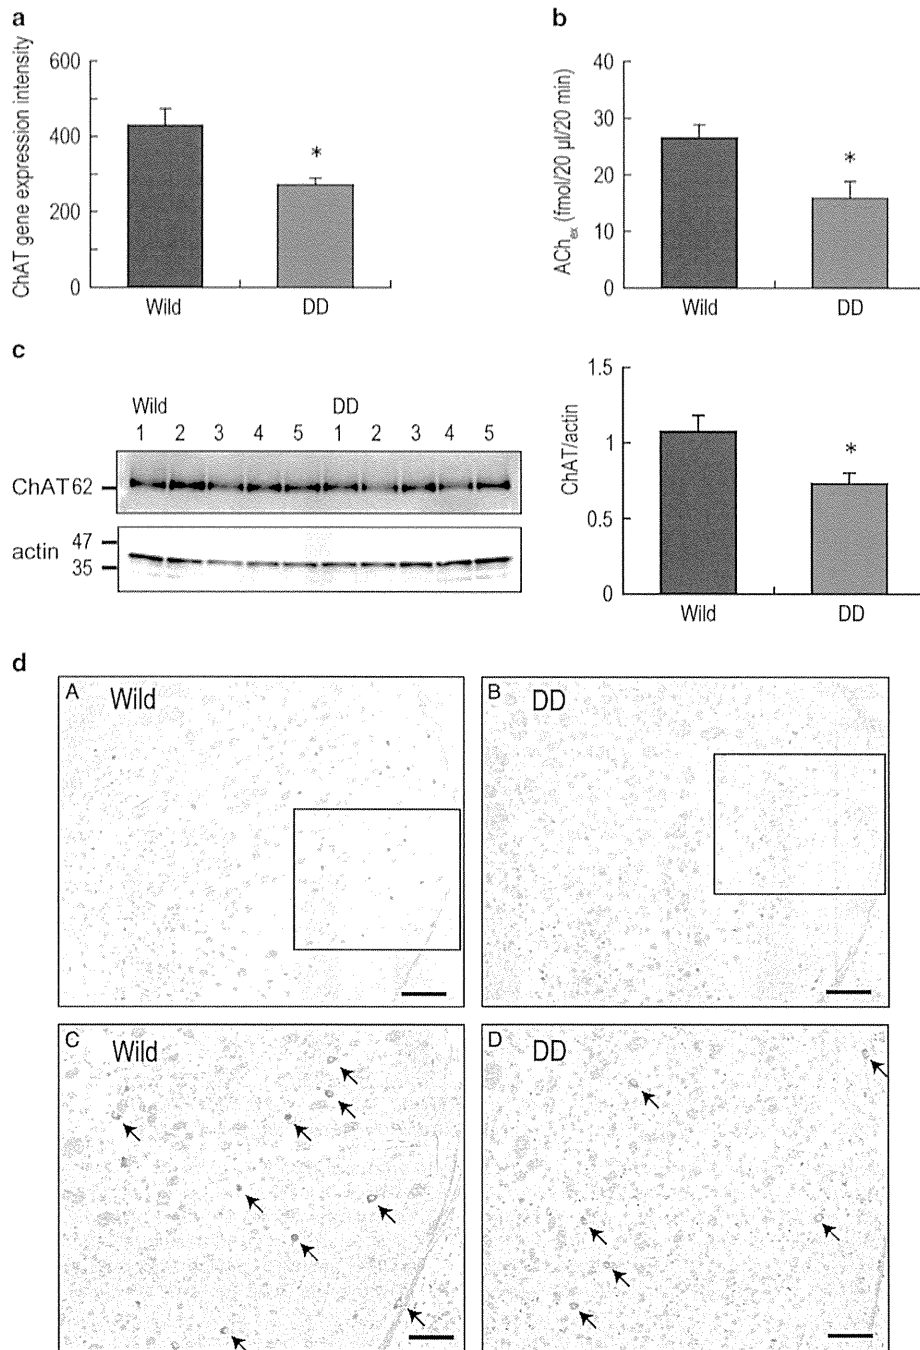 a
ChAT gene expression intensity
600
400
200
0
Wild DD
*
b
ACh_ex (fmol/20 µl/20 min)
40
30
20
10
0
Wild DD
*
c
Wild DD
1 2 3 4 5 1 2 3 4 5
ChAT 62
actin 47
35
ChAT/actin
1.5
1
0.5
0
Wild DD
*
d
A Wild
B DD
C Wild
D DD